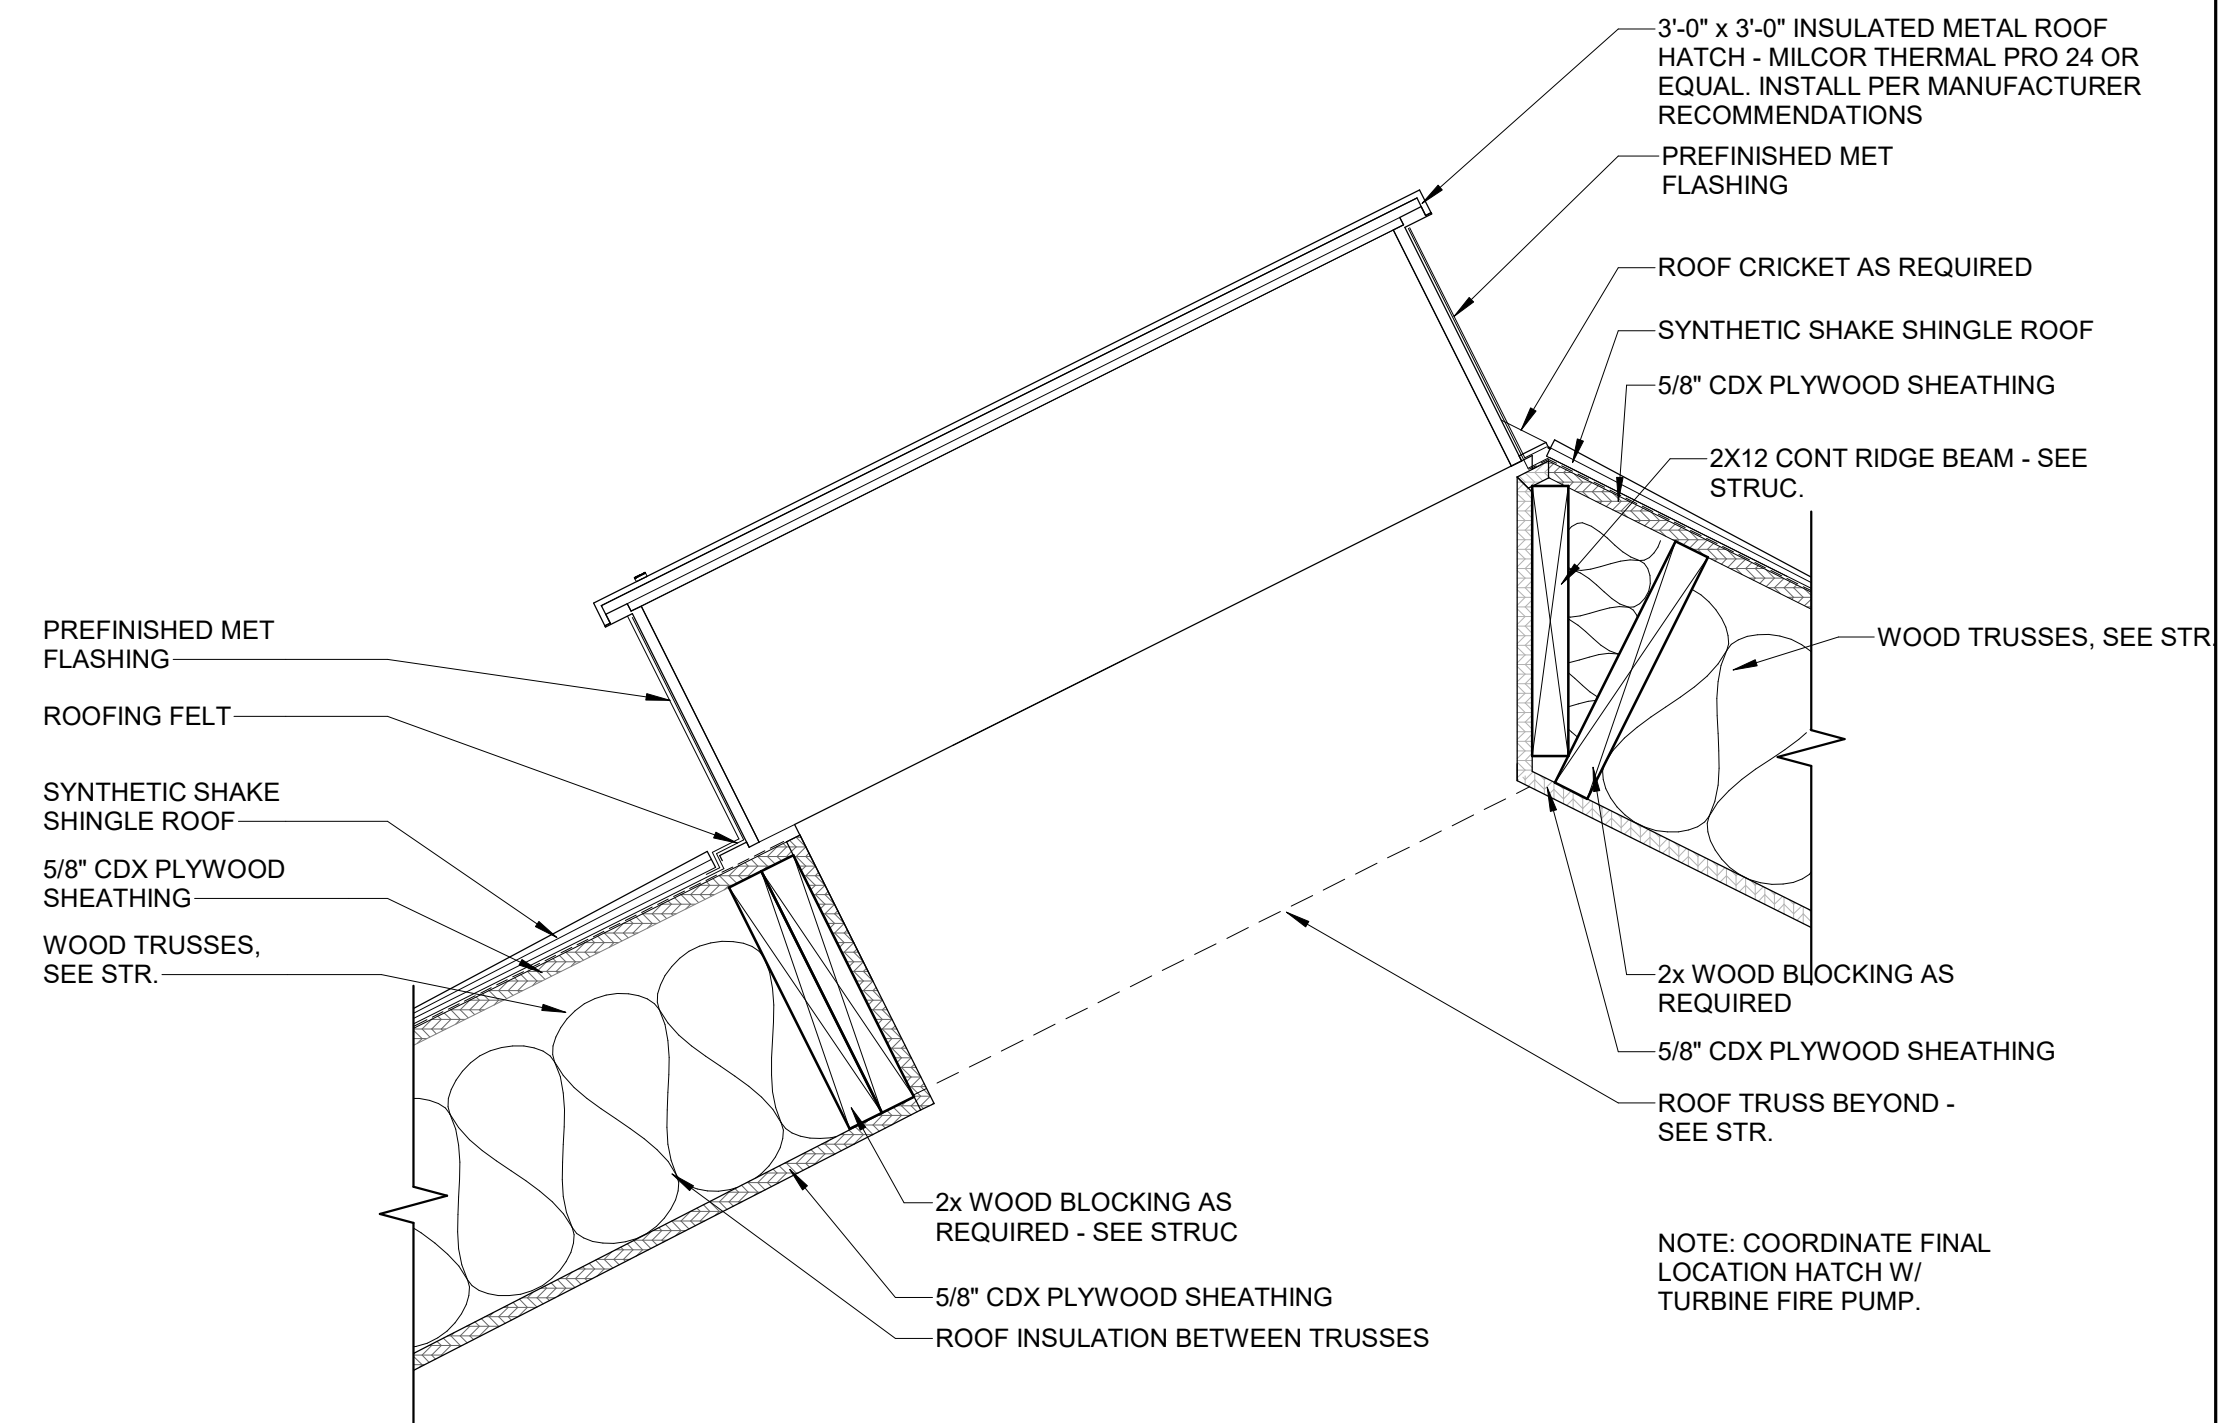 3'-0" x 3'-0" INSULATED METAL ROOF
HATCH - MILCOR THERMAL PRO 24 OR
EQUAL. INSTALL PER MANUFACTURER
RECOMMENDATIONS
PREFINISHED MET
FLASHING
ROOF CRICKET AS REQUIRED
SYNTHETIC SHAKE SHINGLE ROOF
5/8" CDX PLYWOOD SHEATHING
2X12 CONT RIDGE BEAM - SEE
STRUC.
WOOD TRUSSES, SEE STR.
2x WOOD BLOCKING AS
REQUIRED
5/8" CDX PLYWOOD SHEATHING
ROOF TRUSS BEYOND -
SEE STR.
NOTE: COORDINATE FINAL
LOCATION HATCH W/
TURBINE FIRE PUMP.
PREFINISHED MET
FLASHING
ROOFING FELT
SYNTHETIC SHAKE
SHINGLE ROOF
5/8" CDX PLYWOOD
SHEATHING
WOOD TRUSSES,
SEE STR.
2x WOOD BLOCKING AS
REQUIRED - SEE STRUC
5/8" CDX PLYWOOD SHEATHING
ROOF INSULATION BETWEEN TRUSSES